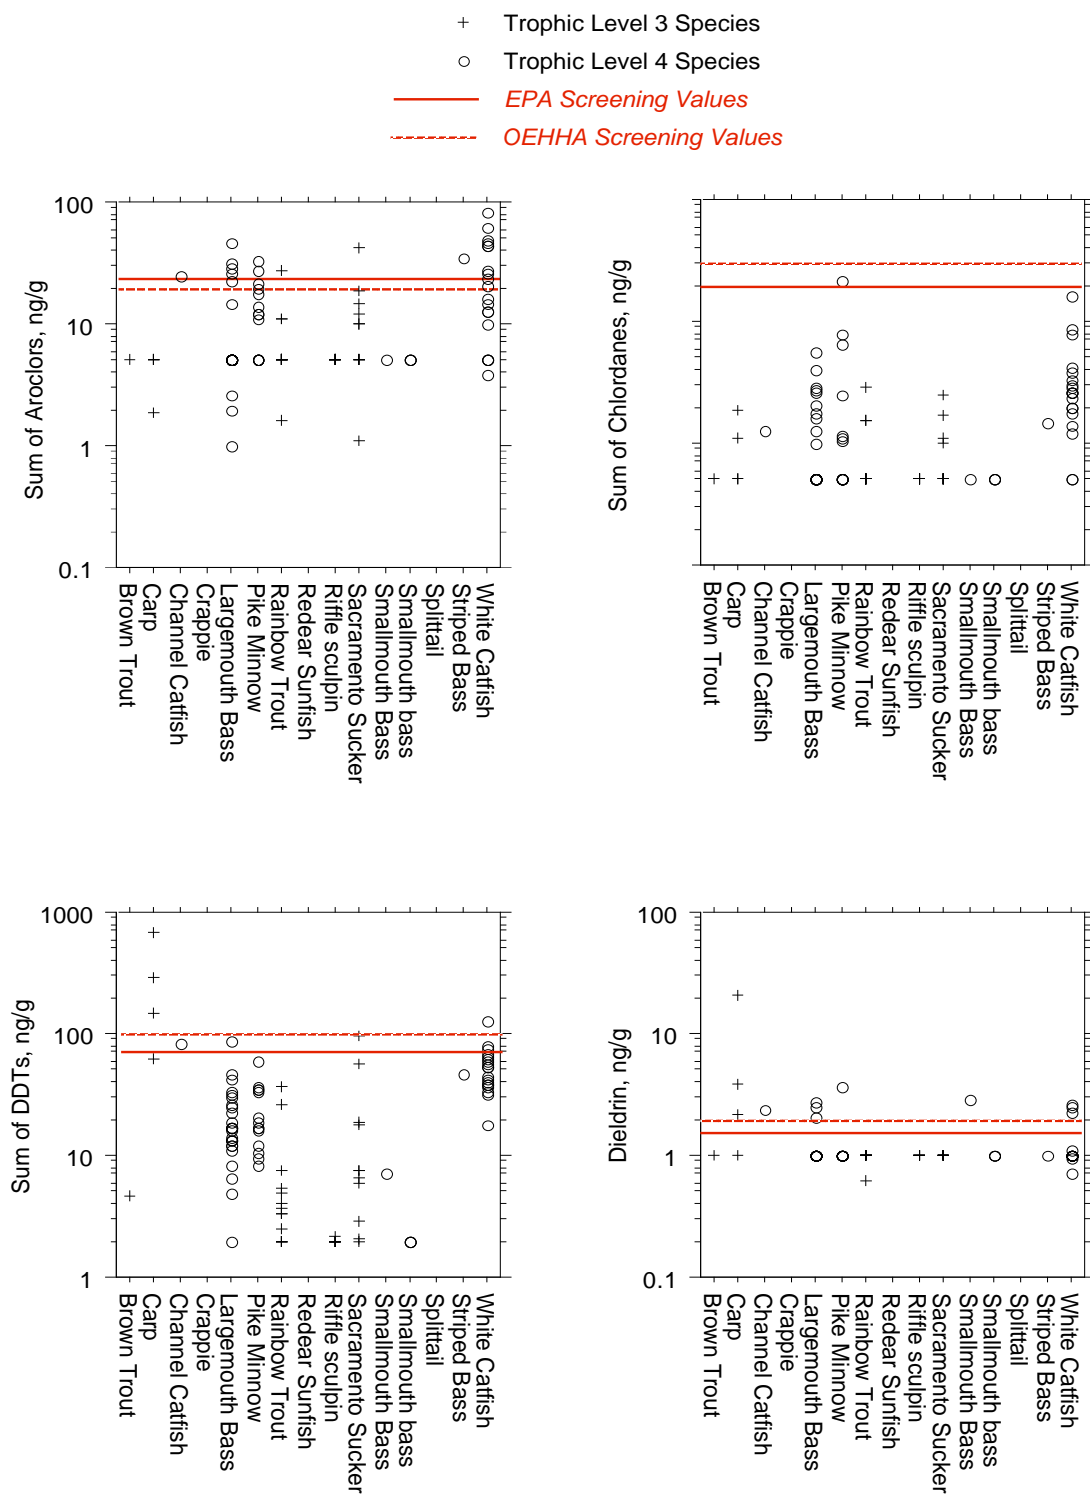 Trophic Level 3 Species
Trophic Level 4 Species
EPA Screening Values
OEHHA Screening Values
Sum of Aroclors, ng/g
100
10
1
0.1
Brown Trout
Carp
Channel Catfish
Crappie
Largemouth Bass
Pike Minnow
Rainbow Trout
Redear Sunfish
Riffle sculpin
Sacramento Sucker
Smallmouth Bass
Smallmouth bass
Splittail
Striped Bass
White Catfish
Sum of Chlordanes, ng/g
Brown Trout
Carp
Channel Catfish
Crappie
Largemouth Bass
Pike Minnow
Rainbow Trout
Redear Sunfish
Riffle sculpin
Sacramento Sucker
Smallmouth Bass
Smallmouth bass
Splittail
Striped Bass
White Catfish
Sum of DDTs, ng/g
1000
100
10
1
Brown Trout
Carp
Channel Catfish
Crappie
Largemouth Bass
Pike Minnow
Rainbow Trout
Redear Sunfish
Riffle sculpin
Sacramento Sucker
Smallmouth Bass
Smallmouth bass
Splittail
Striped Bass
White Catfish
Dieldrin, ng/g
100
10
1
0.1
Brown Trout
Carp
Channel Catfish
Crappie
Largemouth Bass
Pike Minnow
Rainbow Trout
Redear Sunfish
Riffle sculpin
Sacramento Sucker
Smallmouth Bass
Smallmouth bass
Splittail
Striped Bass
White Catfish